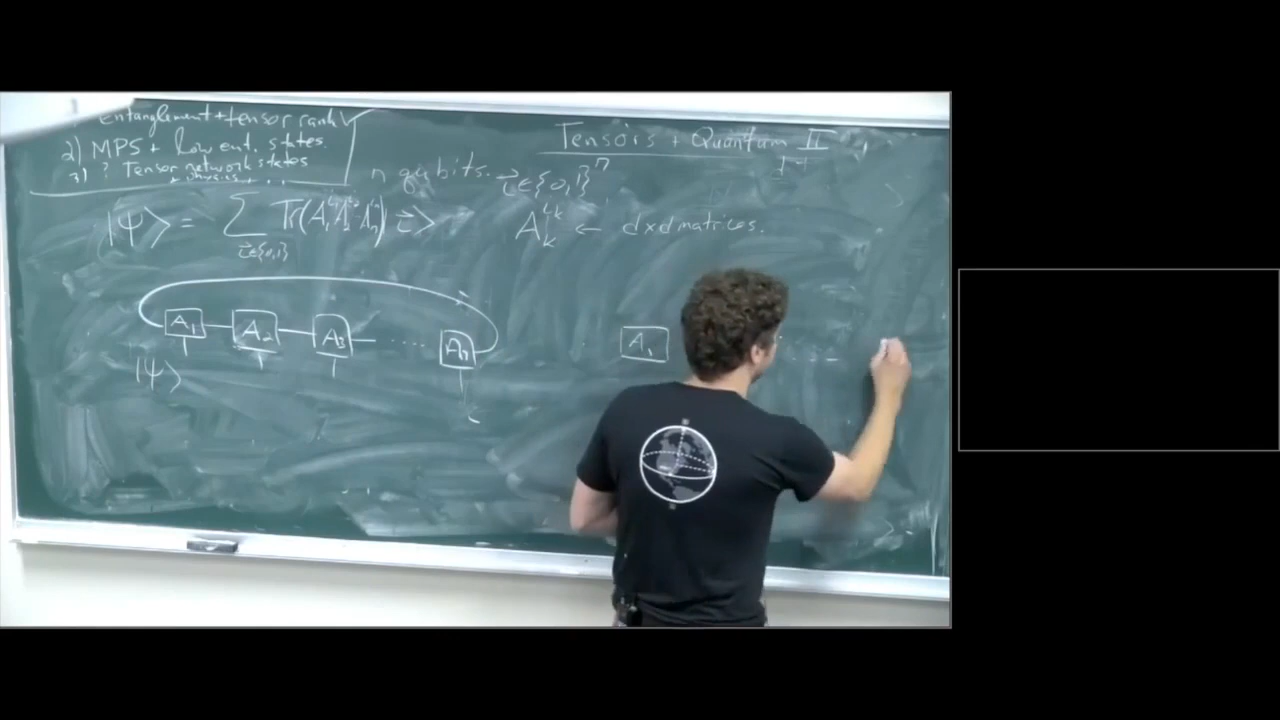 entanglement + tensor rank ✓
2) MPS + low ent. states.
3) ? Tensor network states
+ physics . . .
Tensors + Quantum II
n qubits. i⃗∈{0,1}ⁿ
|ψ⟩ = Σ Tr(A₁^{i₁}A₂^{i₂}…Aₙ^{iₙ})|i⃗⟩
i⃗∈{0,1}
A_k^{i_k} ← dxd matrices.
A₁ A₂ A₃ ..... Aₙ
|ψ⟩
A₁